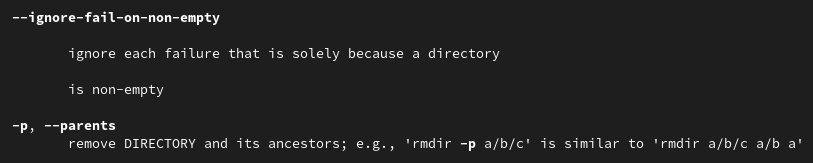 --ignore-fail-on-non-empty
ignore each failure that is solely because a directory
is non-empty
-p, --parents
remove DIRECTORY and its ancestors; e.g., 'rmdir -p a/b/c' is similar to 'rmdir a/b/c a/b a'